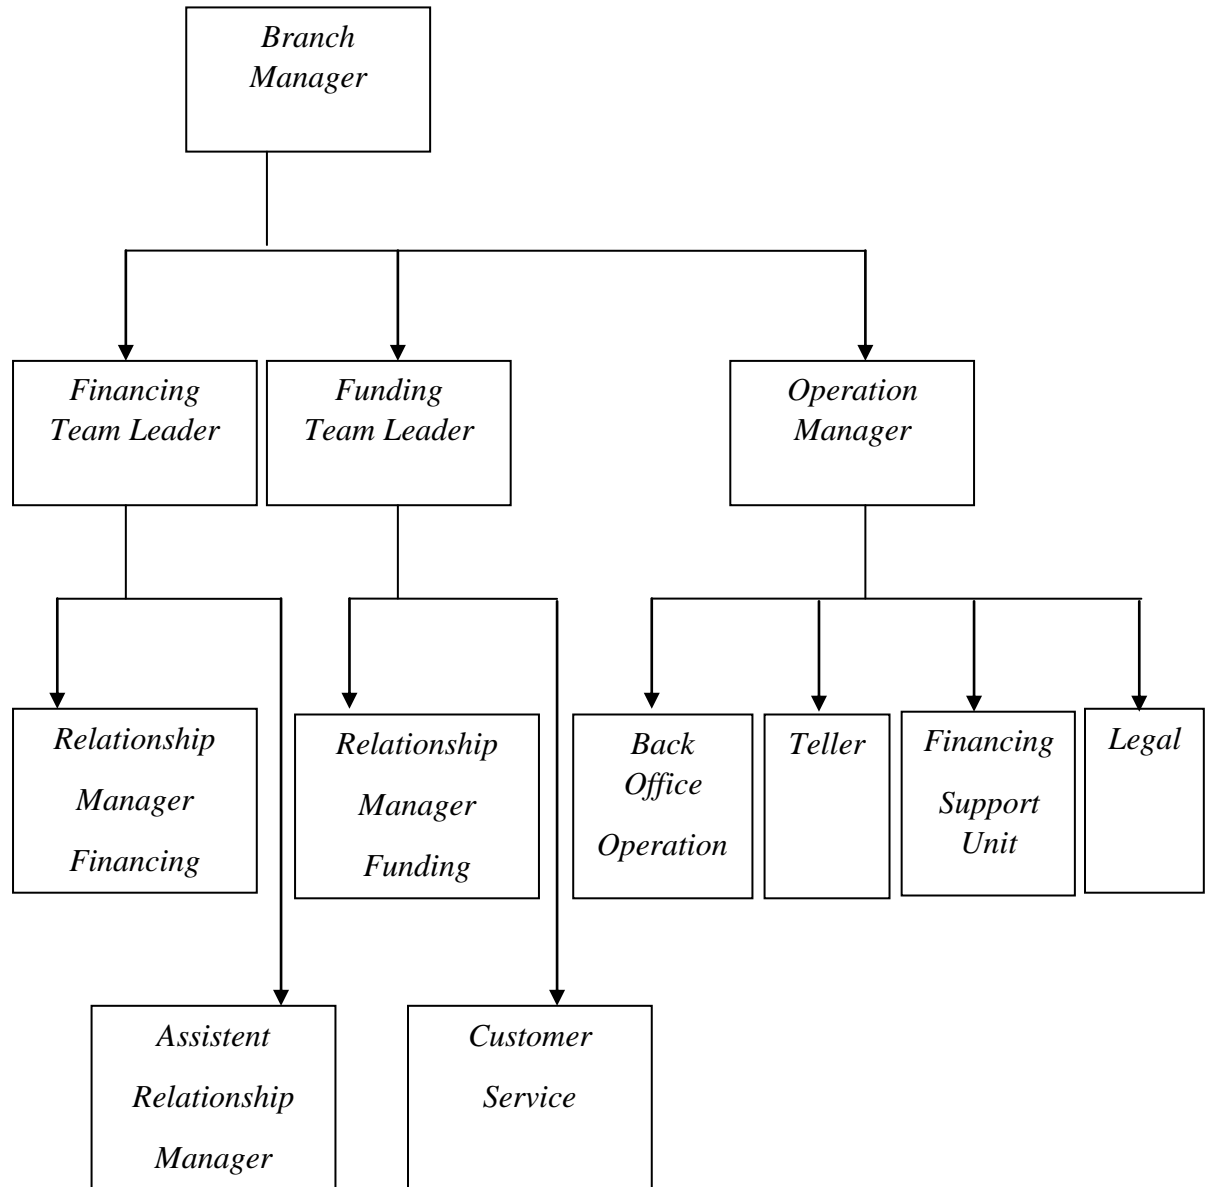 Branch
Manager
Financing
Team Leader
Funding
Team Leader
Operation
Manager
Relationship
Manager
Financing
Relationship
Manager
Funding
Back
Office
Operation
Teller
Financing
Support
Unit
Legal
Assistent
Relationship
Manager
Customer
Service